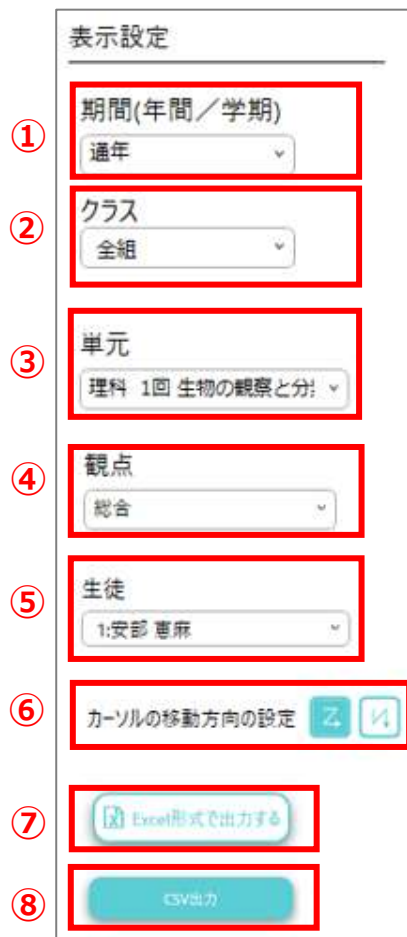 表示設定
①
期間(年間／学期)
通年
②
クラス
全組
③
単元
理科 1回 生物の観察と分
④
観点
総合
⑤
生徒
1:安部 恵麻
⑥
カーソルの移動方向の設定
⑦
Excel形式で出力する
⑧
CSV出力